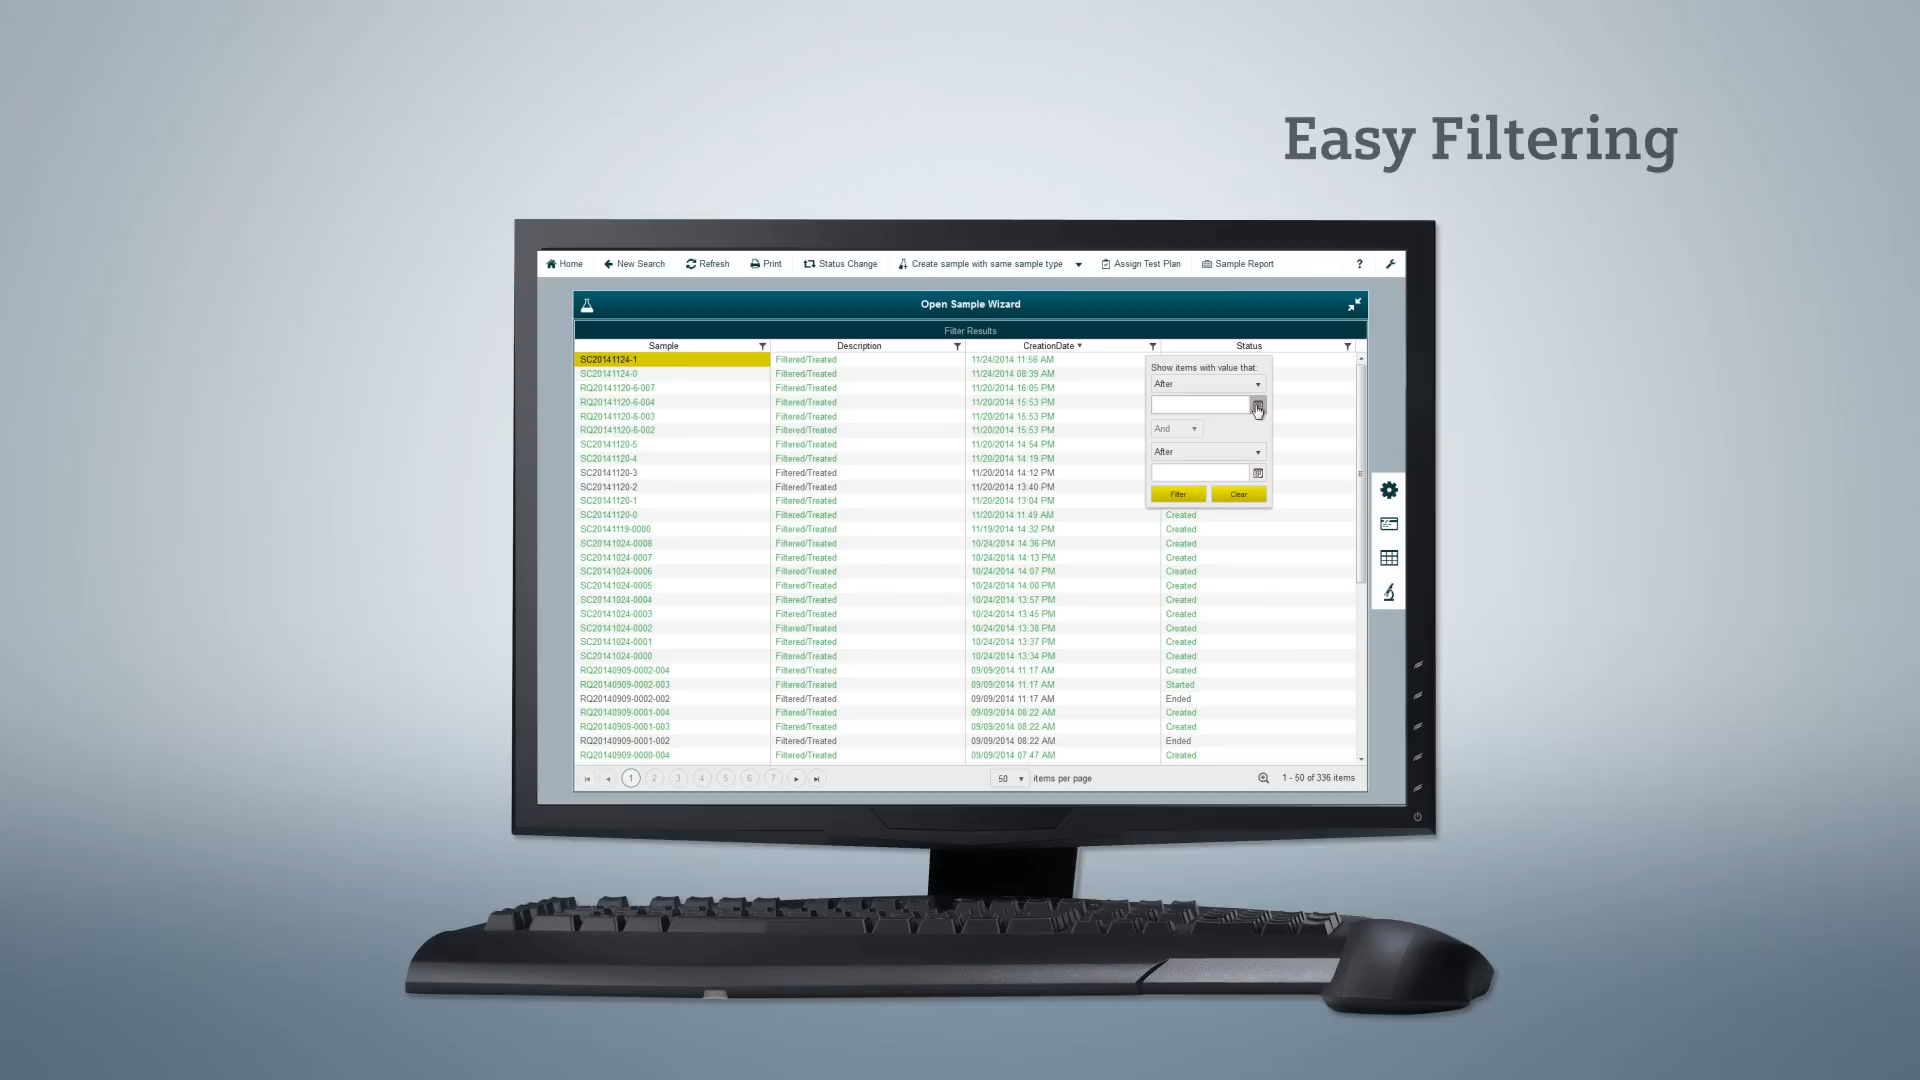 Easy Filtering
Home New Search Refresh Print Status Change Create sample with same sample type Assign Test Plan Sample Report ?
Open Sample Wizard
Filter Results
Sample Description CreationDate Status
SC20141124-1 Filtered/Treated 11/24/2014 11:56 AM
SC20141124-0 Filtered/Treated 11/24/2014 08:39 AM
RQ20141120-6-007 Filtered/Treated 11/20/2014 16:05 PM
RQ20141120-6-004 Filtered/Treated 11/20/2014 15:53 PM
RQ20141120-6-003 Filtered/Treated 11/20/2014 15:53 PM
RQ20141120-6-002 Filtered/Treated 11/20/2014 15:53 PM
SC20141120-5 Filtered/Treated 11/20/2014 14:54 PM
SC20141120-4 Filtered/Treated 11/20/2014 14:19 PM
SC20141120-3 Filtered/Treated 11/20/2014 14:12 PM
SC20141120-2 Filtered/Treated 11/20/2014 13:40 PM
SC20141120-1 Filtered/Treated 11/20/2014 13:04 PM
Show items with value that:
After
And
After
Filter Clear
SC20141120-0 Filtered/Treated 11/20/2014 11:49 AM Created
SC20141119-0000 Filtered/Treated 11/19/2014 14:32 PM Created
SC20141024-0008 Filtered/Treated 10/24/2014 14:36 PM Created
SC20141024-0007 Filtered/Treated 10/24/2014 14:13 PM Created
SC20141024-0006 Filtered/Treated 10/24/2014 14:07 PM Created
SC20141024-0005 Filtered/Treated 10/24/2014 14:00 PM Created
SC20141024-0004 Filtered/Treated 10/24/2014 13:57 PM Created
SC20141024-0003 Filtered/Treated 10/24/2014 13:45 PM Created
SC20141024-0002 Filtered/Treated 10/24/2014 13:38 PM Created
SC20141024-0001 Filtered/Treated 10/24/2014 13:37 PM Created
SC20141024-0000 Filtered/Treated 10/24/2014 13:34 PM Created
RQ20140909-0002-004 Filtered/Treated 09/09/2014 11:17 AM Created
RQ20140909-0002-003 Filtered/Treated 09/09/2014 11:17 AM Started
RQ20140909-0002-002 Filtered/Treated 09/09/2014 11:17 AM Ended
RQ20140909-0001-004 Filtered/Treated 09/09/2014 08:22 AM Created
RQ20140909-0001-003 Filtered/Treated 09/09/2014 08:22 AM Created
RQ20140909-0001-002 Filtered/Treated 09/09/2014 08:22 AM Ended
RQ20140909-0000-004 Filtered/Treated 09/09/2014 07:47 AM Created
1 2 3 4 5 6 7 50 items per page 1 - 50 of 336 items